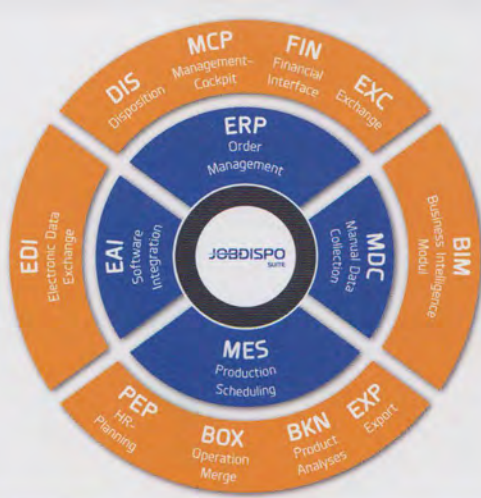 DIS
Disposition
MCP
Management-
Cockpit
FIN
Financial
Interface
EXC
Exchange
ERP
Order
Management
EDI
Electronic Data
Exchange
EAI
Software
Integration
JOBDISPO
SUITE
MDC
Manual Data
Collection
BIM
Business Intelligence
Modul
MES
Production
Scheduling
PEP
HR-
Planning
BOX
Operation
Merge
BKN
Product
Analyses
EXP
Export